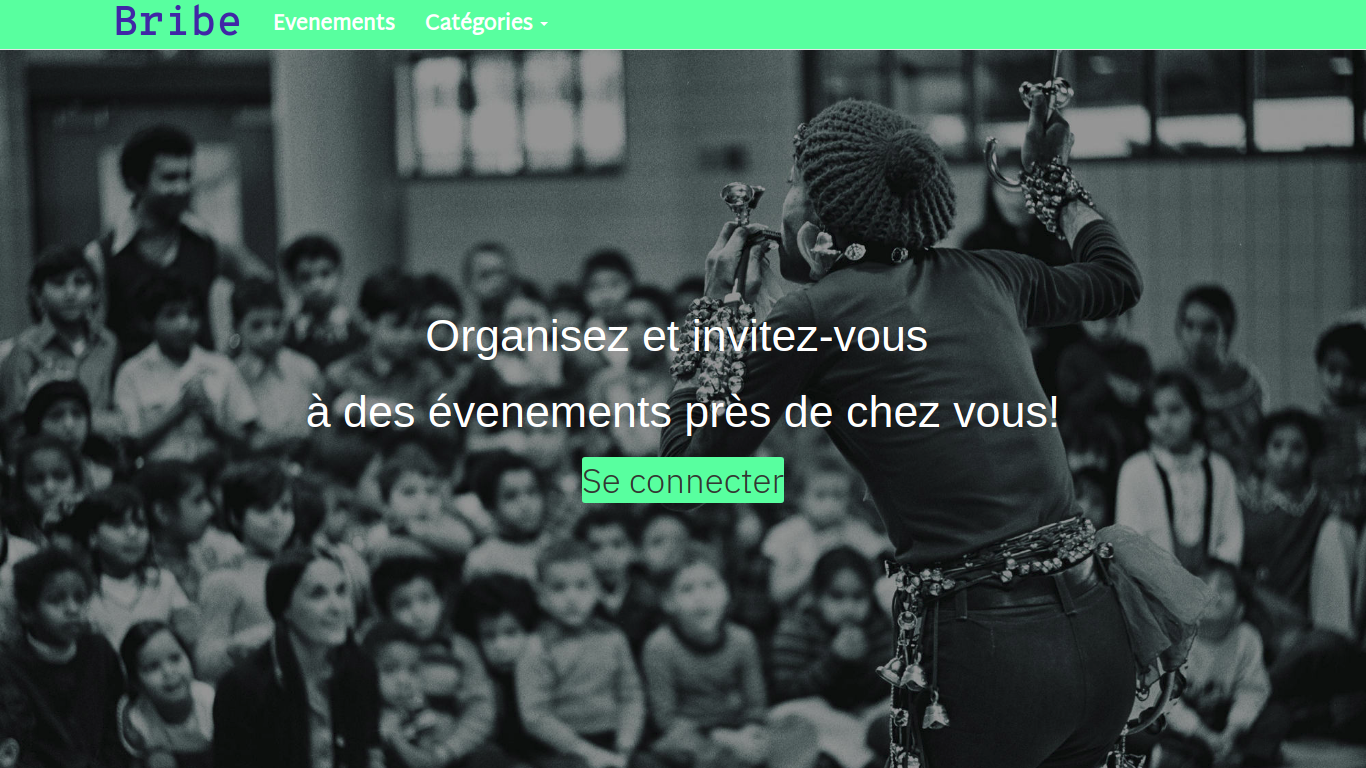 Bribe
Evenements
Catégories
Organisez et invitez-vous
à des évenements près de chez vous!
Se connecter